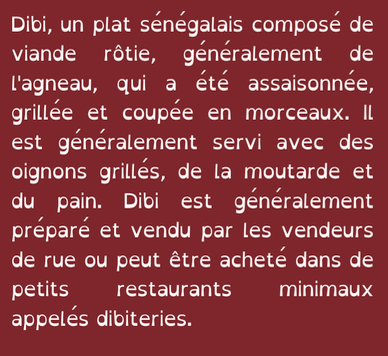 Dibi, un plat sénégalais composé de
viande rôtie, généralement de
l'agneau, qui a été assaisonnée,
grillée et coupée en morceaux. Il
est généralement servi avec des
oignons grillés, de la moutarde et
du pain. Dibi est généralement
préparé et vendu par les vendeurs
de rue ou peut être acheté dans de
petits restaurants minimaux
appelés dibiteries.